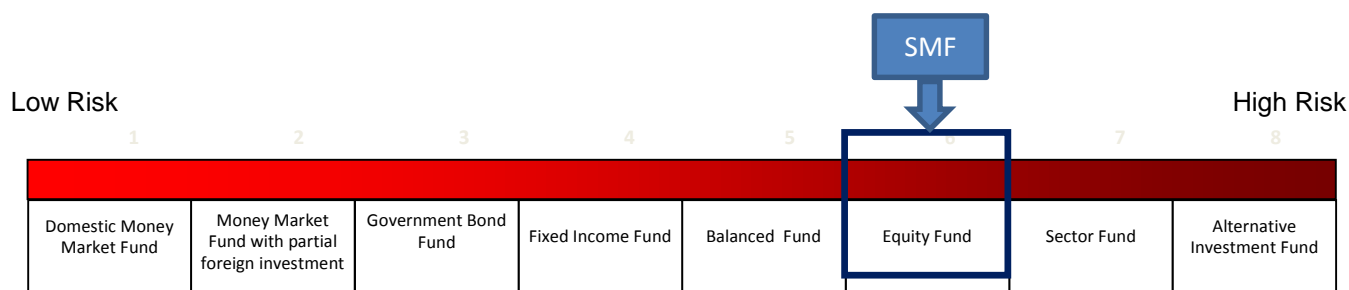 SMF
Low Risk
High Risk
1 2 3 4 5 6 7 8
Domestic Money
Market Fund
Money Market
Fund with partial
foreign investment
Government Bond
Fund
Fixed Income Fund
Balanced Fund
Equity Fund
Sector Fund
Alternative
Investment Fund